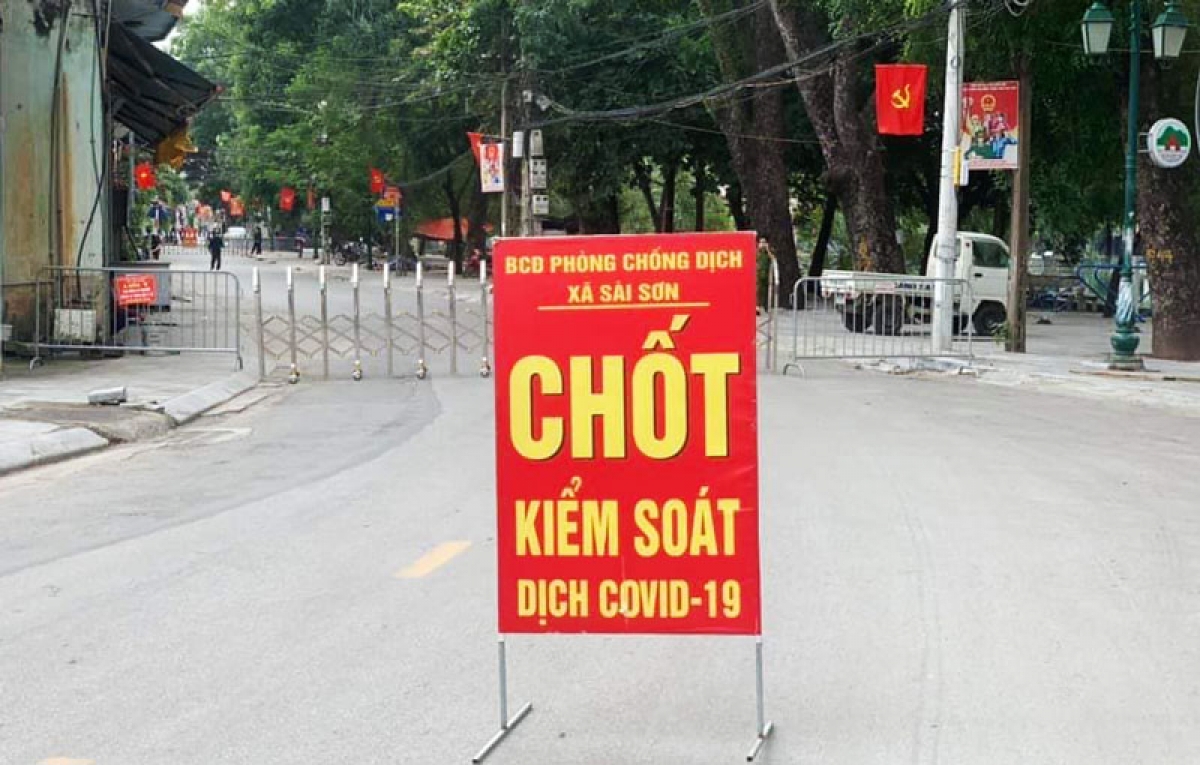 BCĐ PHÒNG CHỐNG DỊCH
XÃ SÀI SƠN
CHỐT
KIỂM SOÁT
DỊCH COVID-19